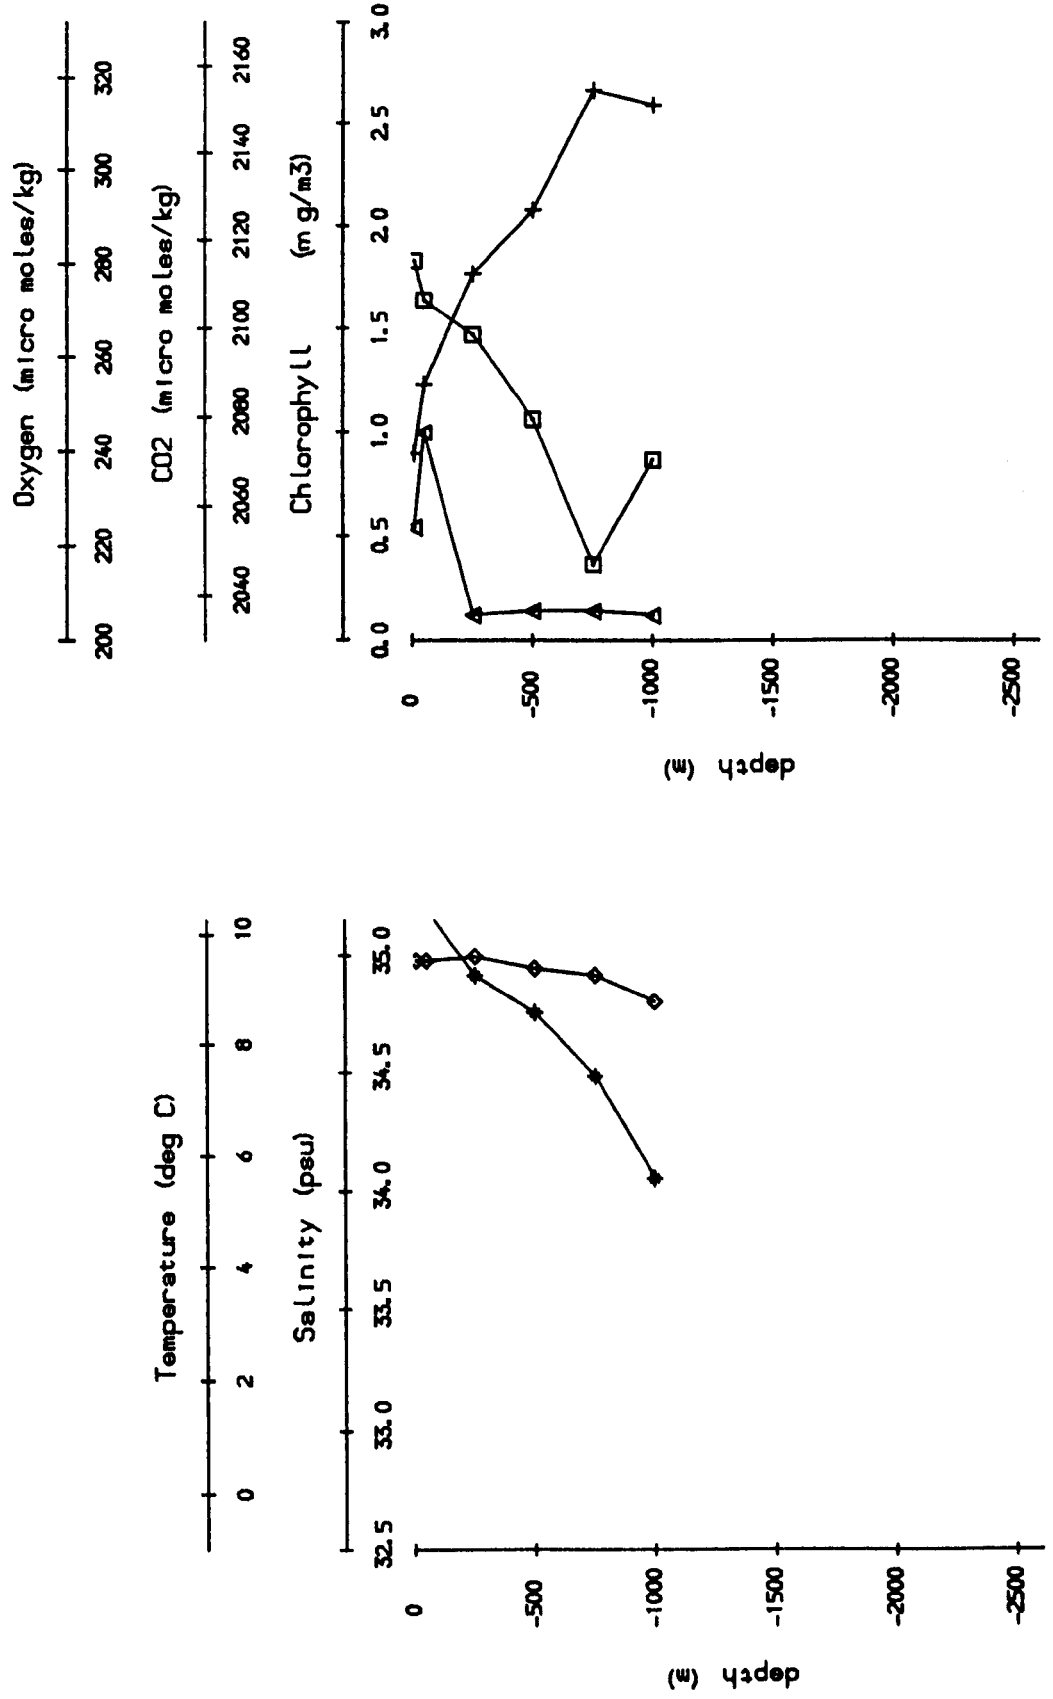 Temperature (deg C)
0 2 4 6 8 10
Salinity (psu)
32.5 33.0 33.5 34.0 34.5 35.0
0
-500
-1000
-1500
-2000
-2500
depth (m)
Oxygen (micro moles/kg)
200 220 240 260 280 300 320
CO2 (micro moles/kg)
2040 2060 2080 2100 2120 2140 2160
Chlorophyll (mg/m3)
0.0 0.5 1.0 1.5 2.0 2.5 3.0
0
-500
-1000
-1500
-2000
-2500
depth (m)